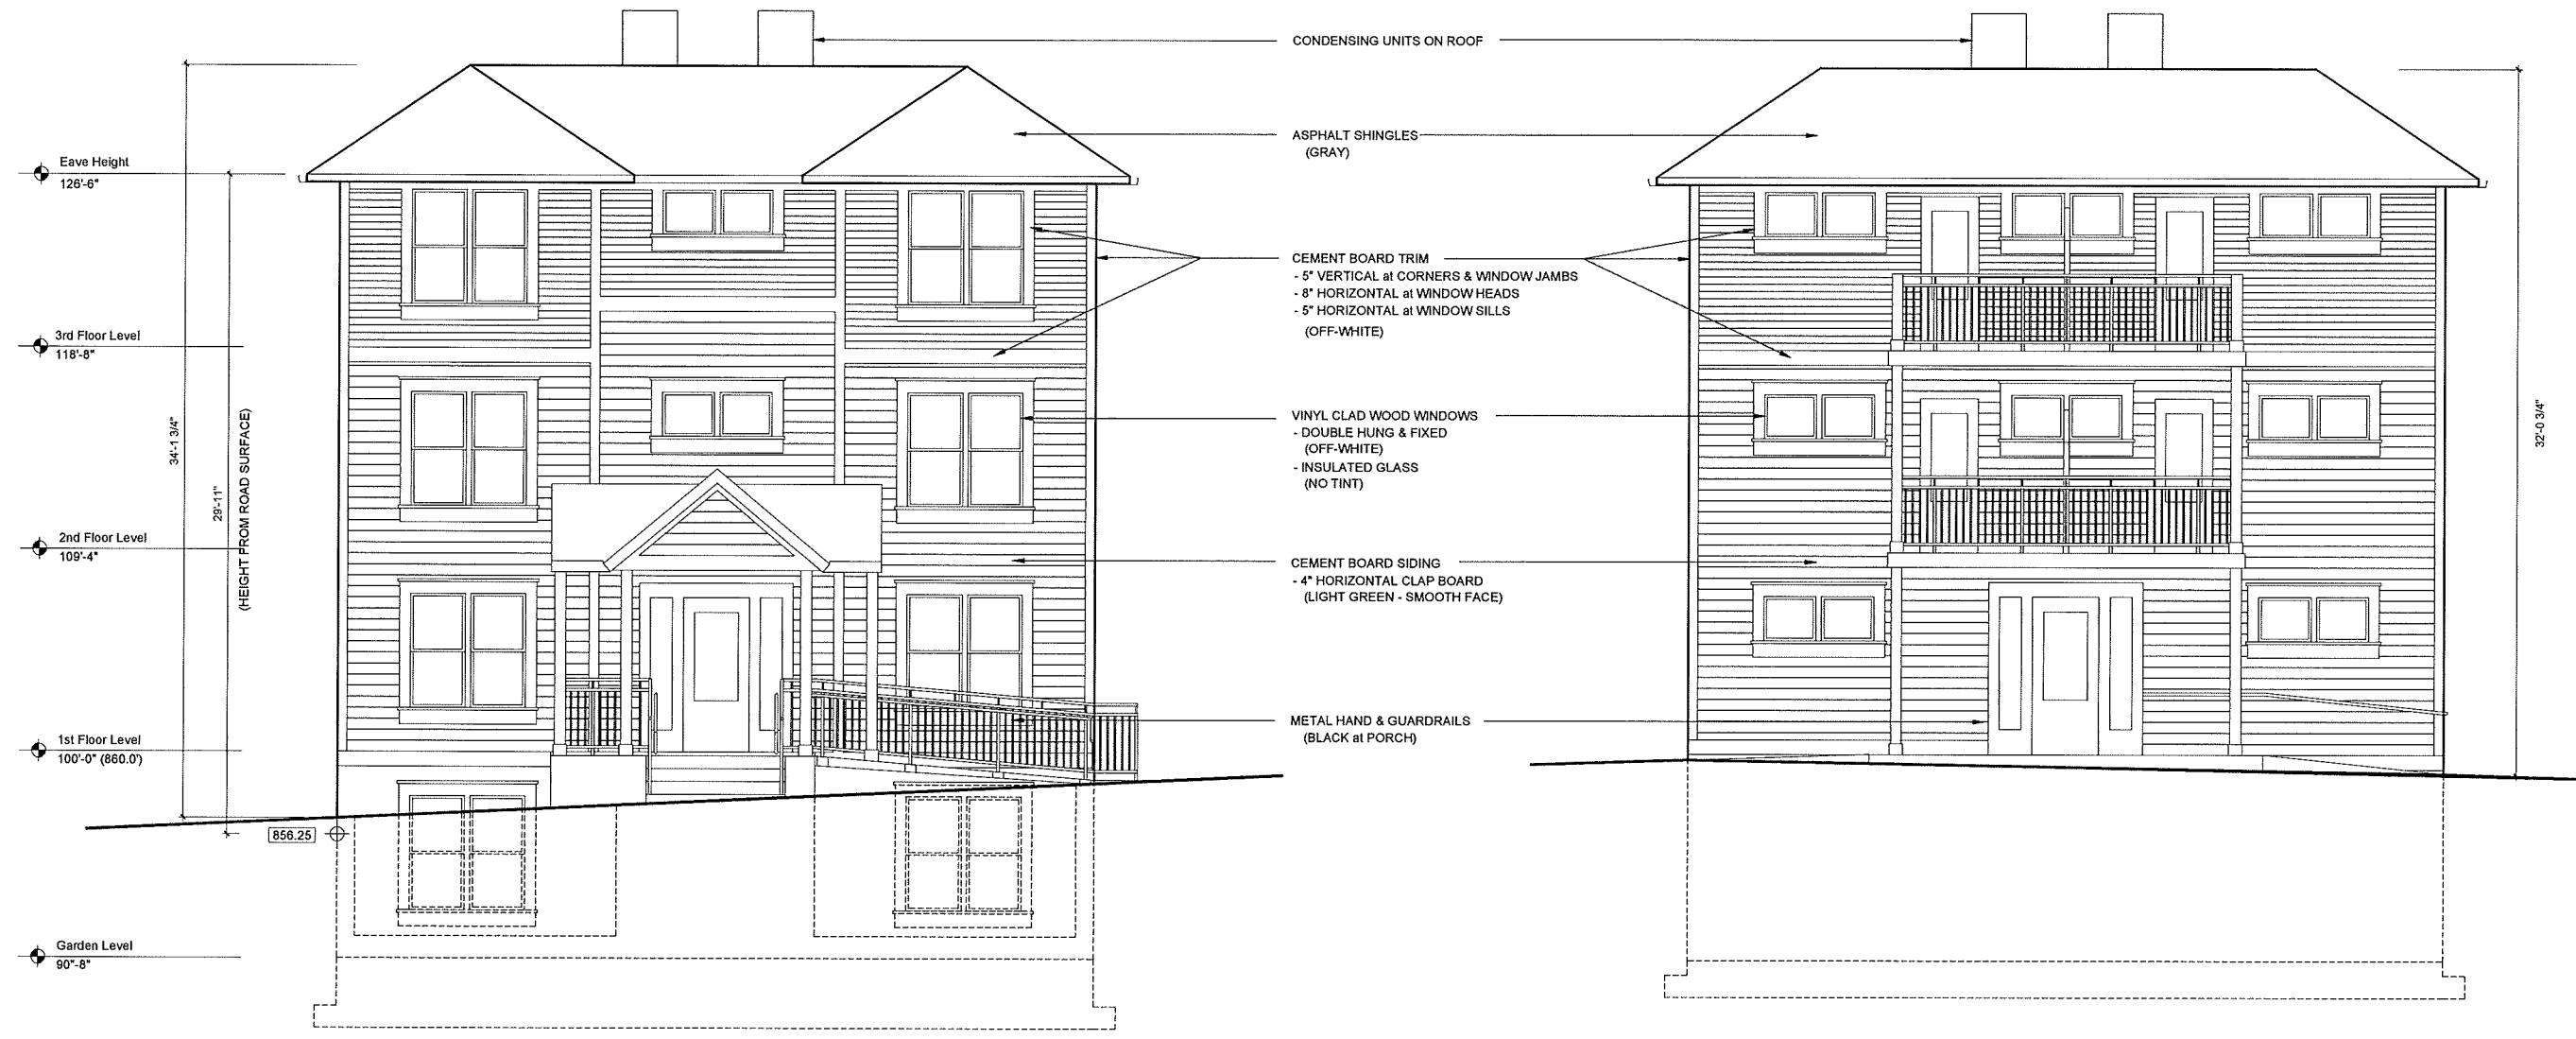 CONDENSING UNITS ON ROOF
ASPHALT SHINGLES
(GRAY)
Eave Height
126'-6"
CEMENT BOARD TRIM
- 5" VERTICAL at CORNERS & WINDOW JAMBS
- 8" HORIZONTAL at WINDOW HEADS
- 5" HORIZONTAL at WINDOW SILLS
(OFF-WHITE)
3rd Floor Level
118'-8"
34'-1 3/4"
29'-11"
(HEIGHT FROM ROAD SURFACE)
32'-0 3/4"
VINYL CLAD WOOD WINDOWS
- DOUBLE HUNG & FIXED
(OFF-WHITE)
- INSULATED GLASS
(NO TINT)
2nd Floor Level
109'-4"
CEMENT BOARD SIDING
- 4" HORIZONTAL CLAP BOARD
(LIGHT GREEN - SMOOTH FACE)
METAL HAND & GUARDRAILS
(BLACK at PORCH)
1st Floor Level
100'-0" (860.0')
856.25
Garden Level
90"-8"